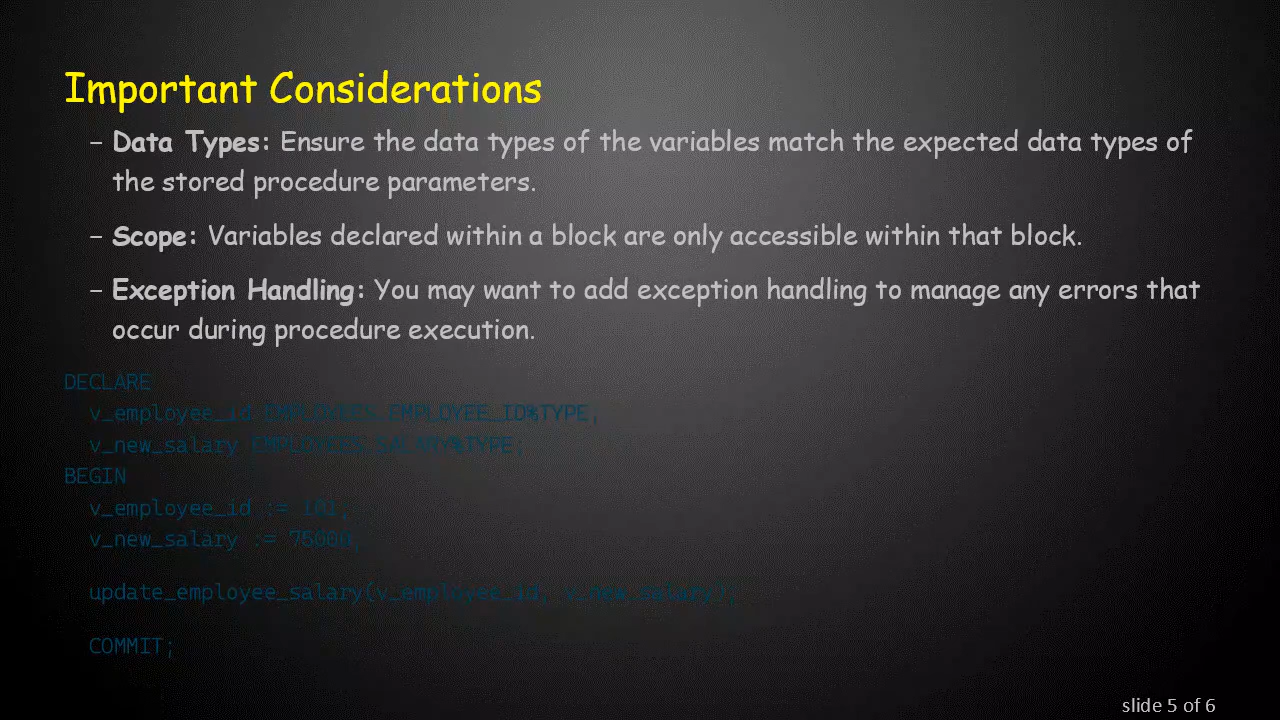 Important Considerations
– Data Types: Ensure the data types of the variables match the expected data types of
the stored procedure parameters.
– Scope: Variables declared within a block are only accessible within that block.
– Exception Handling: You may want to add exception handling to manage any errors that
occur during procedure execution.
DECLARE
v_employee_id EMPLOYEES.EMPLOYEE_ID%TYPE;
v_new_salary EMPLOYEES.SALARY%TYPE;
BEGIN
v_employee_id := 101;
v_new_salary := 75000;
update_employee_salary(v_employee_id, v_new_salary);
COMMIT;
slide 5 of 6